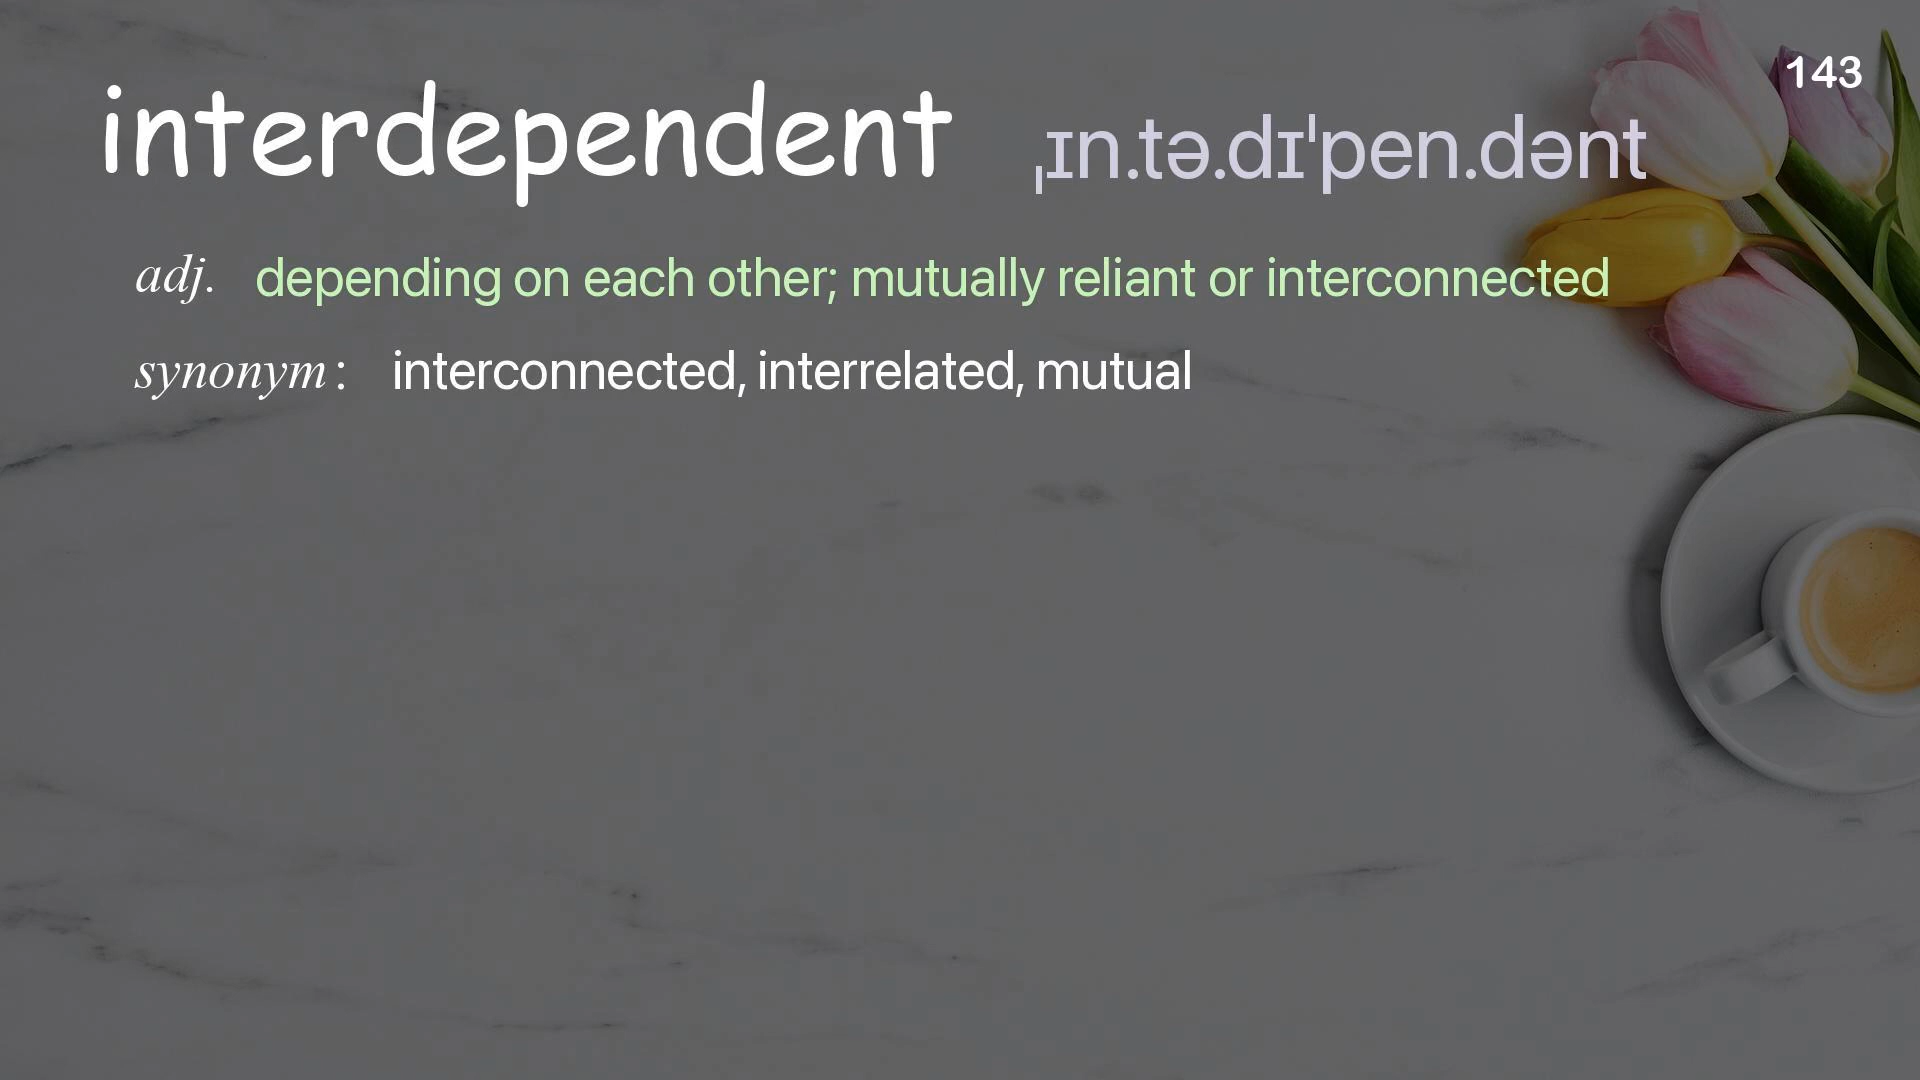 143
interdependent ˌɪn.tə.dɪˈpen.dənt
adj. depending on each other; mutually reliant or interconnected
synonym : interconnected, interrelated, mutual